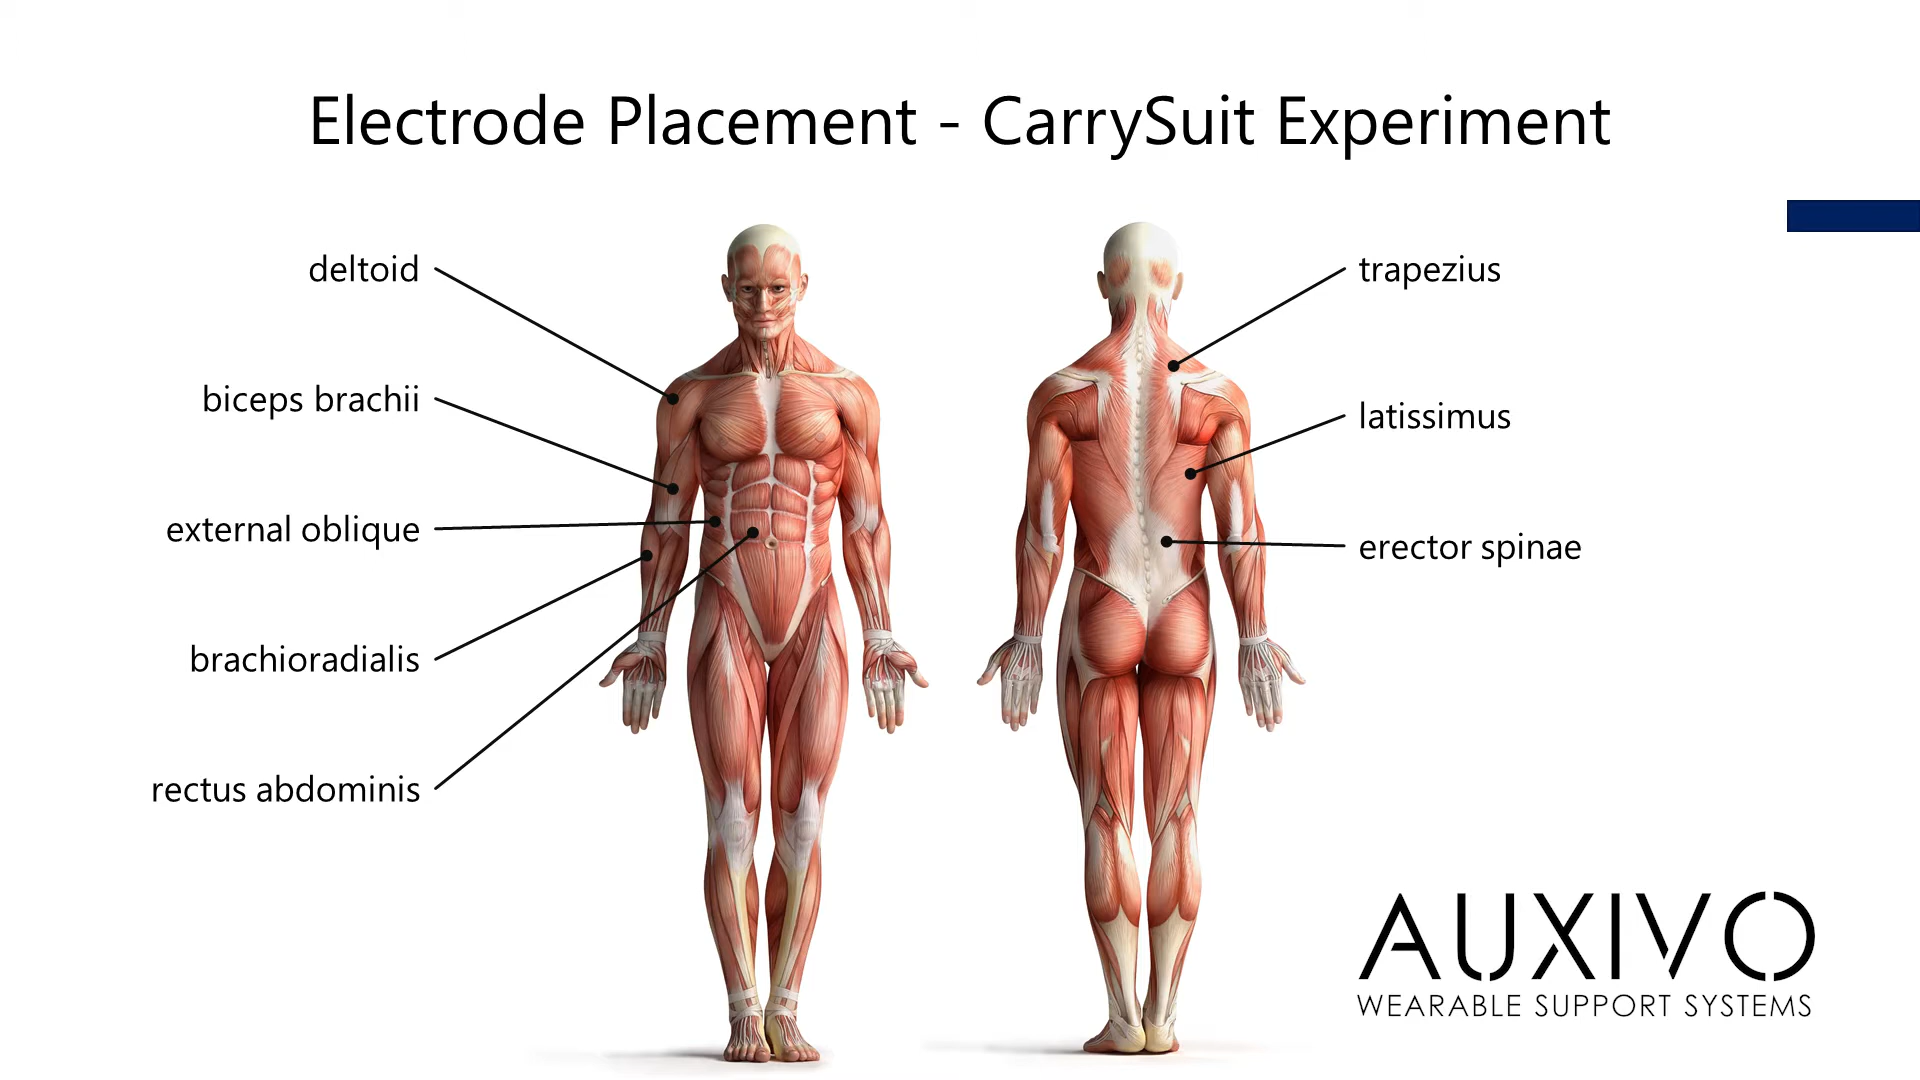 Electrode Placement - CarrySuit Experiment
deltoid
biceps brachii
external oblique
brachioradialis
rectus abdominis
trapezius
latissimus
erector spinae
AUXIVO
WEARABLE SUPPORT SYSTEMS